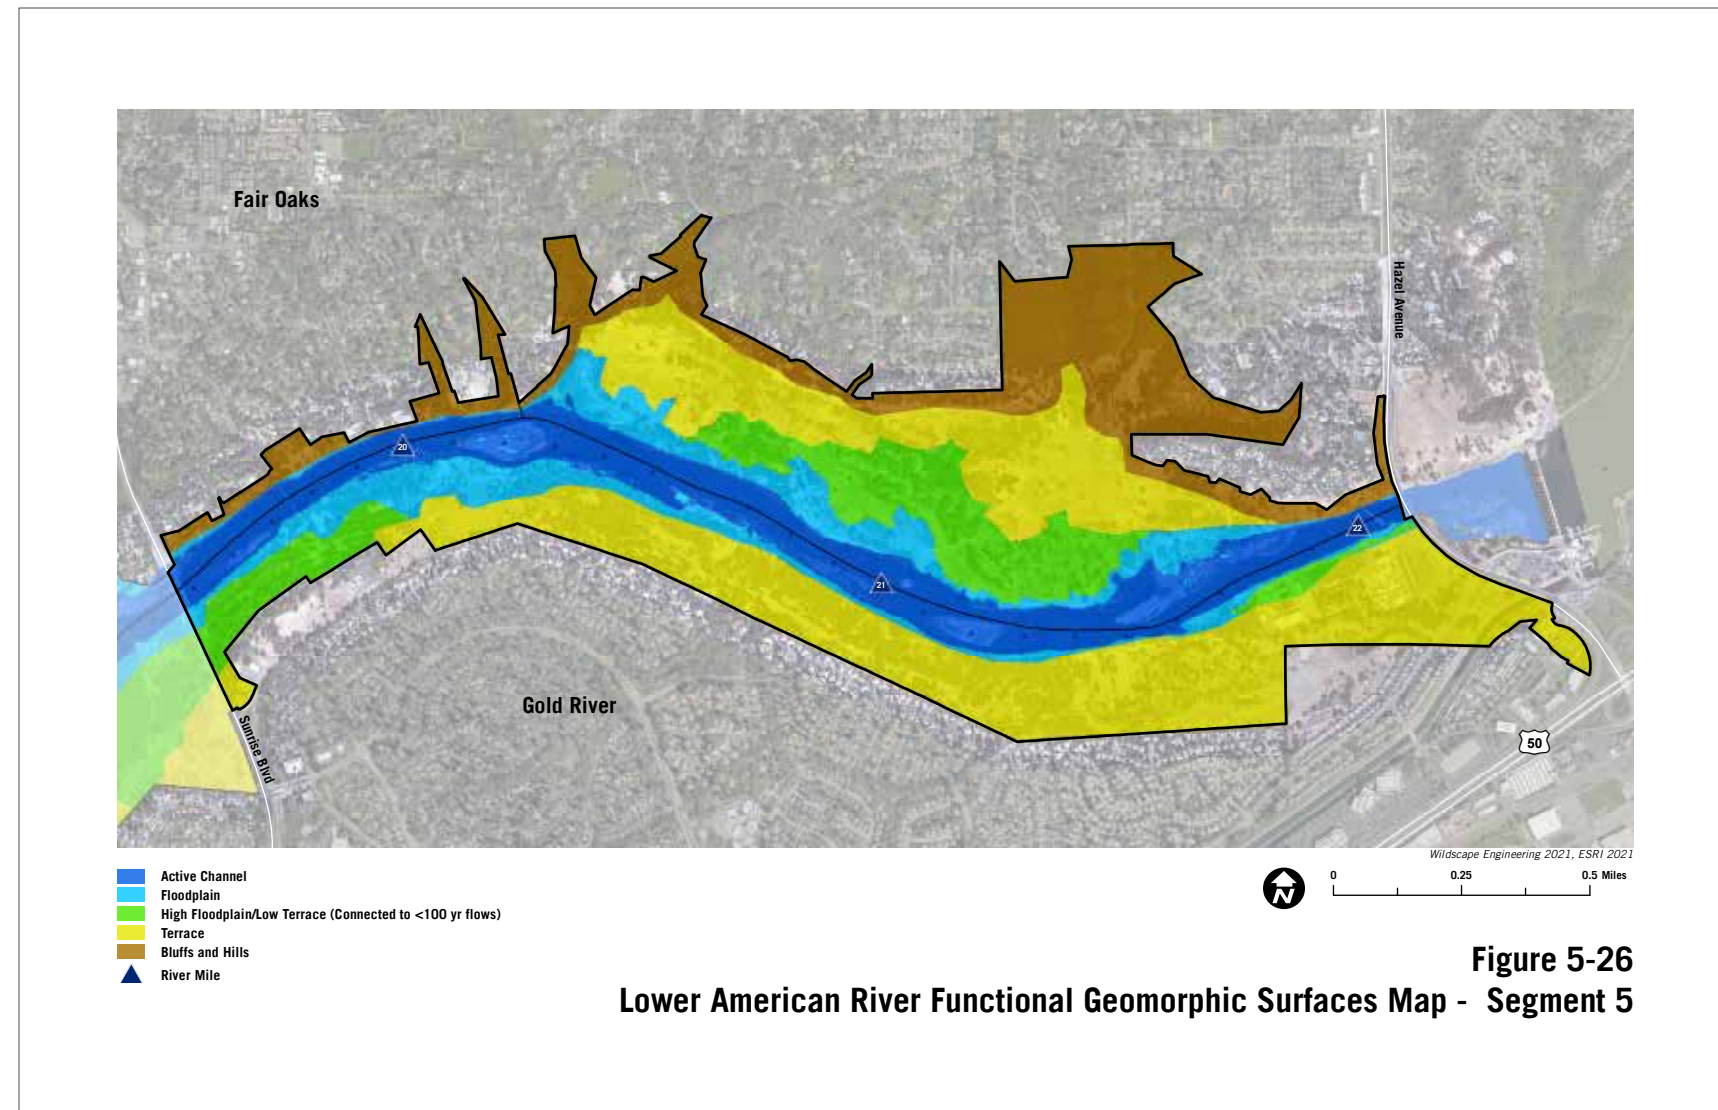 Fair Oaks
Hazel Avenue
20
22
21
Gold River
Sunrise Blvd
50
Wildscape Engineering 2021, ESRI 2021
Active Channel
Floodplain
High Floodplain/Low Terrace (Connected to <100 yr flows)
Terrace
Bluffs and Hills
River Mile
N
0 0.25 0.5 Miles
Figure 5-26
Lower American River Functional Geomorphic Surfaces Map - Segment 5